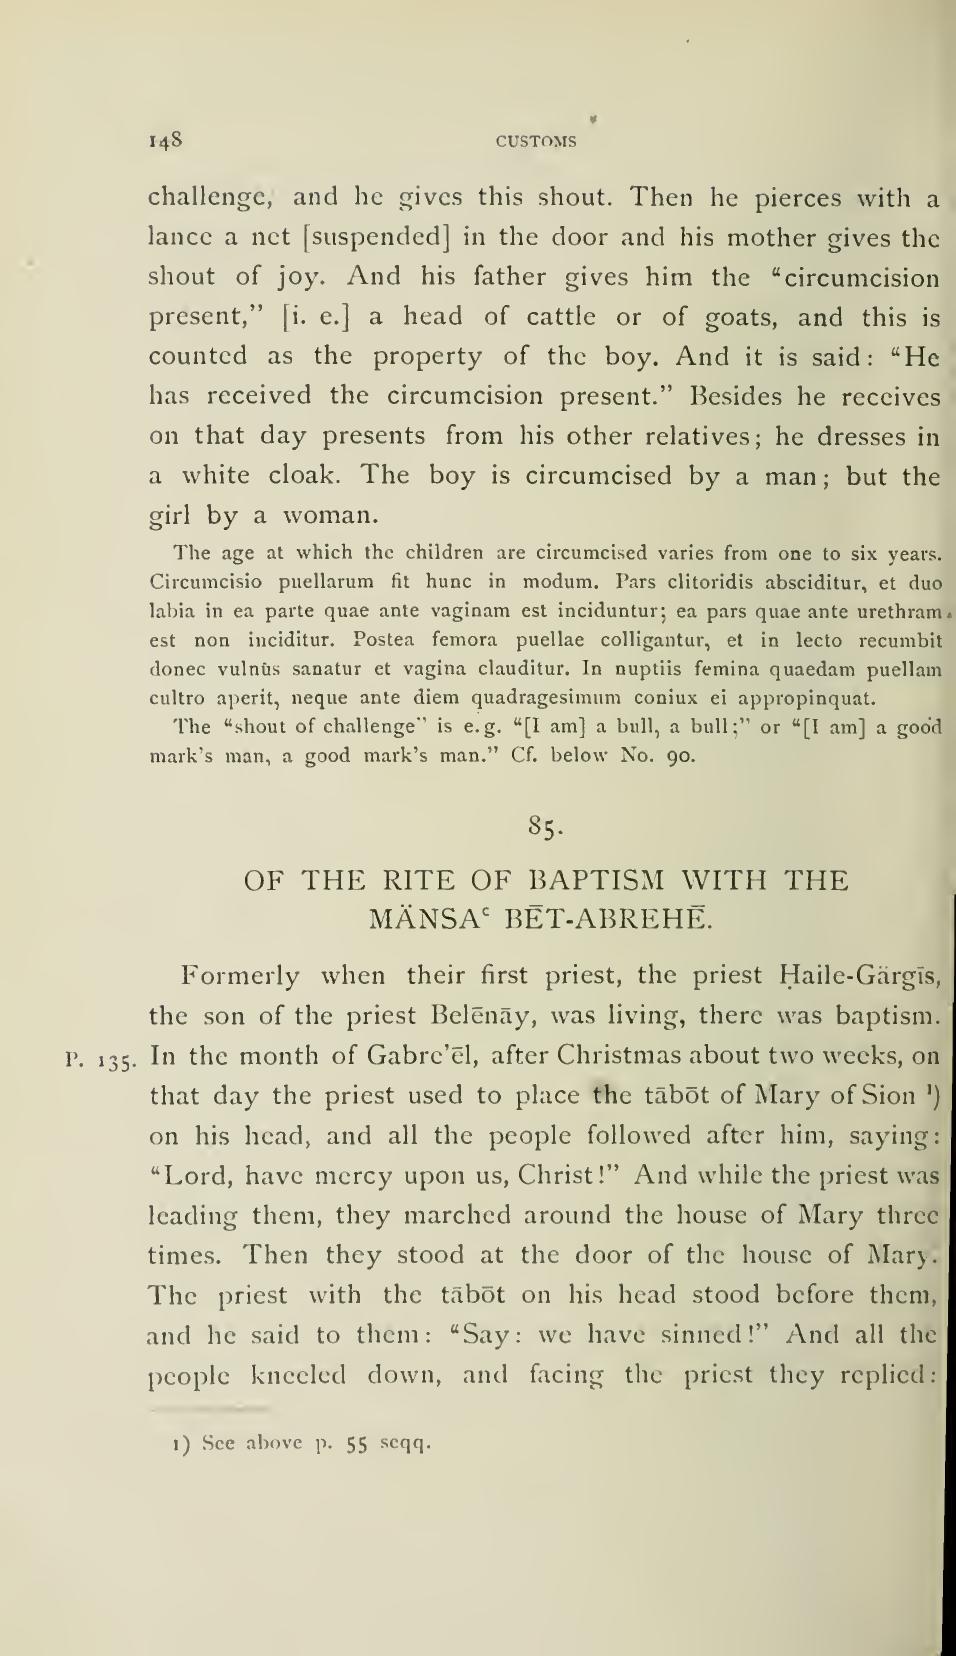 148 CUSTOMS
challenge, and he gives this shout. Then he pierces with a
lance a net [suspended] in the door and his mother gives the
shout of joy. And his father gives him the “circumcision
present,” [i. e.] a head of cattle or of goats, and this is
counted as the property of the boy. And it is said: “He
has received the circumcision present.” Besides he receives
on that day presents from his other relatives; he dresses in
a white cloak. The boy is circumcised by a man; but the
girl by a woman.
The age at which the children are circumcised varies from one to six years.
Circumcisio puellarum fit hunc in modum. Pars clitoridis absciditur, et duo
labia in ea parte quae ante vaginam est inciduntur; ea pars quae ante urethram
est non inciditur. Postea femora puellae colligantur, et in lecto recumbit
donec vulnŭs sanatur et vagina clauditur. In nuptiis femina quaedam puellam
cultro aperit, neque ante diem quadragesimum coniux ei appropinquat.
The “shout of challenge” is e. g. “[I am] a bull, a bull;” or “[I am] a good
mark’s man, a good mark’s man.” Cf. below No. 90.
85.
OF THE RITE OF BAPTISM WITH THE
MÄNSAᶜ BĒT-ABREHĒ.
Formerly when their first priest, the priest Ḥaile-Gärgīs,
the son of the priest Belēnāy, was living, there was baptism.
P. 135. In the month of Gabre’ēl, after Christmas about two weeks, on
that day the priest used to place the tābōt of Mary of Sion ¹)
on his head, and all the people followed after him, saying:
“Lord, have mercy upon us, Christ!” And while the priest was
leading them, they marched around the house of Mary three
times. Then they stood at the door of the house of Mary.
The priest with the tābōt on his head stood before them,
and he said to them: “Say: we have sinned!” And all the
people kneeled down, and facing the priest they replied:
1) See above p. 55 seqq.